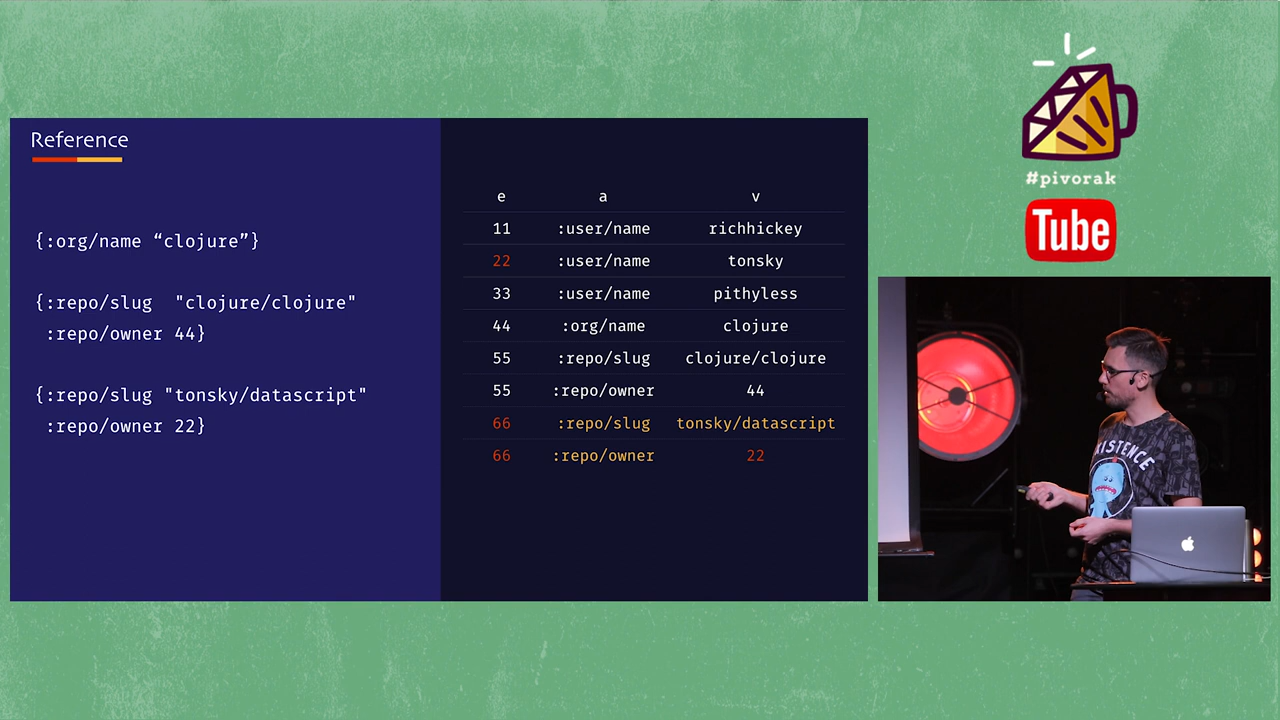 Reference
{:org/name “clojure”}
{:repo/slug  "clojure/clojure"
 :repo/owner 44}
{:repo/slug "tonsky/datascript"
 :repo/owner 22}
e a v
11 :user/name richhickey
22 :user/name tonsky
33 :user/name pithyless
44 :org/name clojure
55 :repo/slug clojure/clojure
55 :repo/owner 44
66 :repo/slug tonsky/datascript
66 :repo/owner 22
#pivorak
Tube